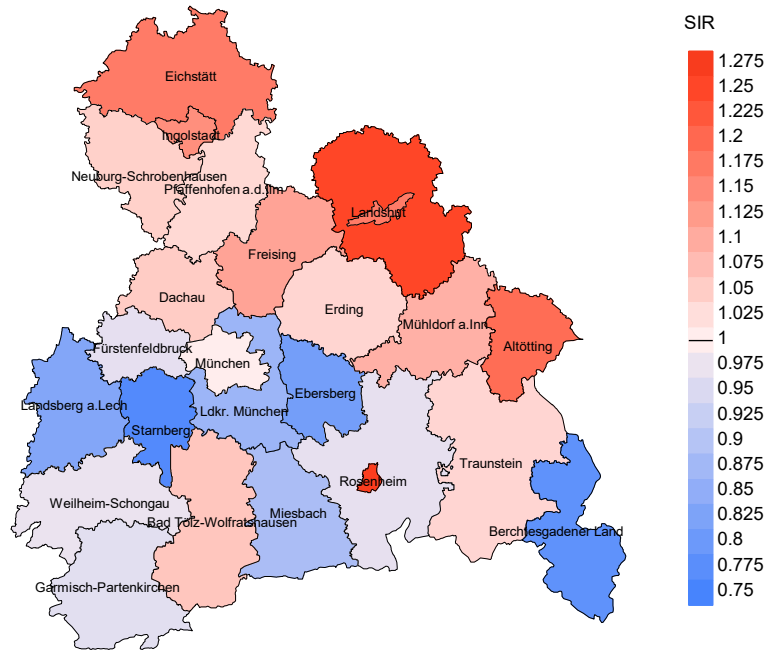 SIR
Eichstätt
Ingolstadt
Neuburg-Schrobenhausen
Pfaffenhofen a.d.Ilm
Landshut
Freising
Dachau
Erding
Mühldorf a.Inn
Altötting
Fürstenfeldbruck
München
Landsberg a.Lech
Ldkr. München
Ebersberg
Starnberg
Traunstein
Rosenheim
Weilheim-Schongau
Bad Tölz-Wolfratshausen
Miesbach
Berchtesgadener Land
Garmisch-Partenkirchen
1.275
1.25
1.225
1.2
1.175
1.15
1.125
1.1
1.075
1.05
1.025
1
0.975
0.95
0.925
0.9
0.875
0.85
0.825
0.8
0.775
0.75